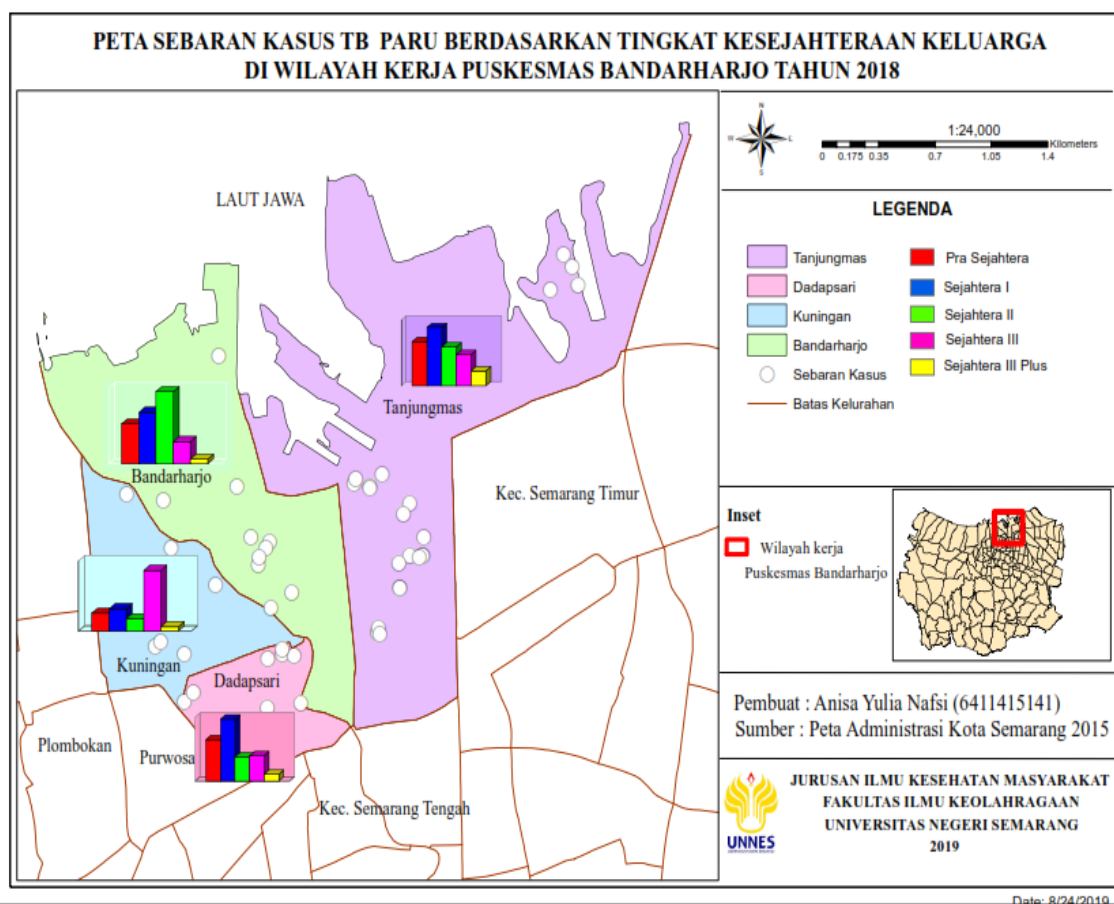 PETA SEBARAN KASUS TB PARU BERDASARKAN TINGKAT KESEJAHTERAAN KELUARGA
DI WILAYAH KERJA PUSKESMAS BANDARHARJO TAHUN 2018
LAUT JAWA
Tanjungmas
Bandarharjo
Kec. Semarang Timur
Kuningan
Dadapsari
Plombokan
Purwosa
Kec. Semarang Tengah
N
W
L
S
1:24,000
Kilometers
0 0.175 0.35 0.7 1.05 1.4
LEGENDA
Tanjungmas
Dadapsari
Kuningan
Bandarharjo
Sebaran Kasus
Batas Kelurahan
Pra Sejahtera
Sejahtera I
Sejahtera II
Sejahtera III
Sejahtera III Plus
Inset
Wilayah kerja
Puskesmas Bandarharjo
Pembuat : Anisa Yulia Nafsi (6411415141)
Sumber : Peta Administrasi Kota Semarang 2015
UNNES
JURUSAN ILMU KESEHATAN MASYARAKAT
FAKULTAS ILMU KEOLAHRAGAAN
UNIVERSITAS NEGERI SEMARANG
2019
Date: 8/24/2019